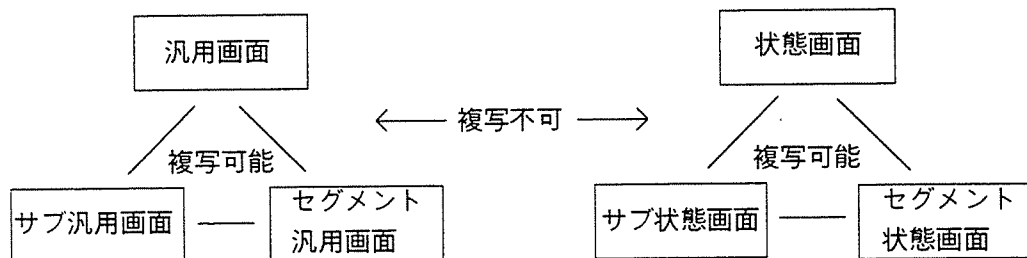 汎用画面
状態画面
複写不可
複写可能
複写可能
サブ汎用画面
セグメント
汎用画面
サブ状態画面
セグメント
状態画面